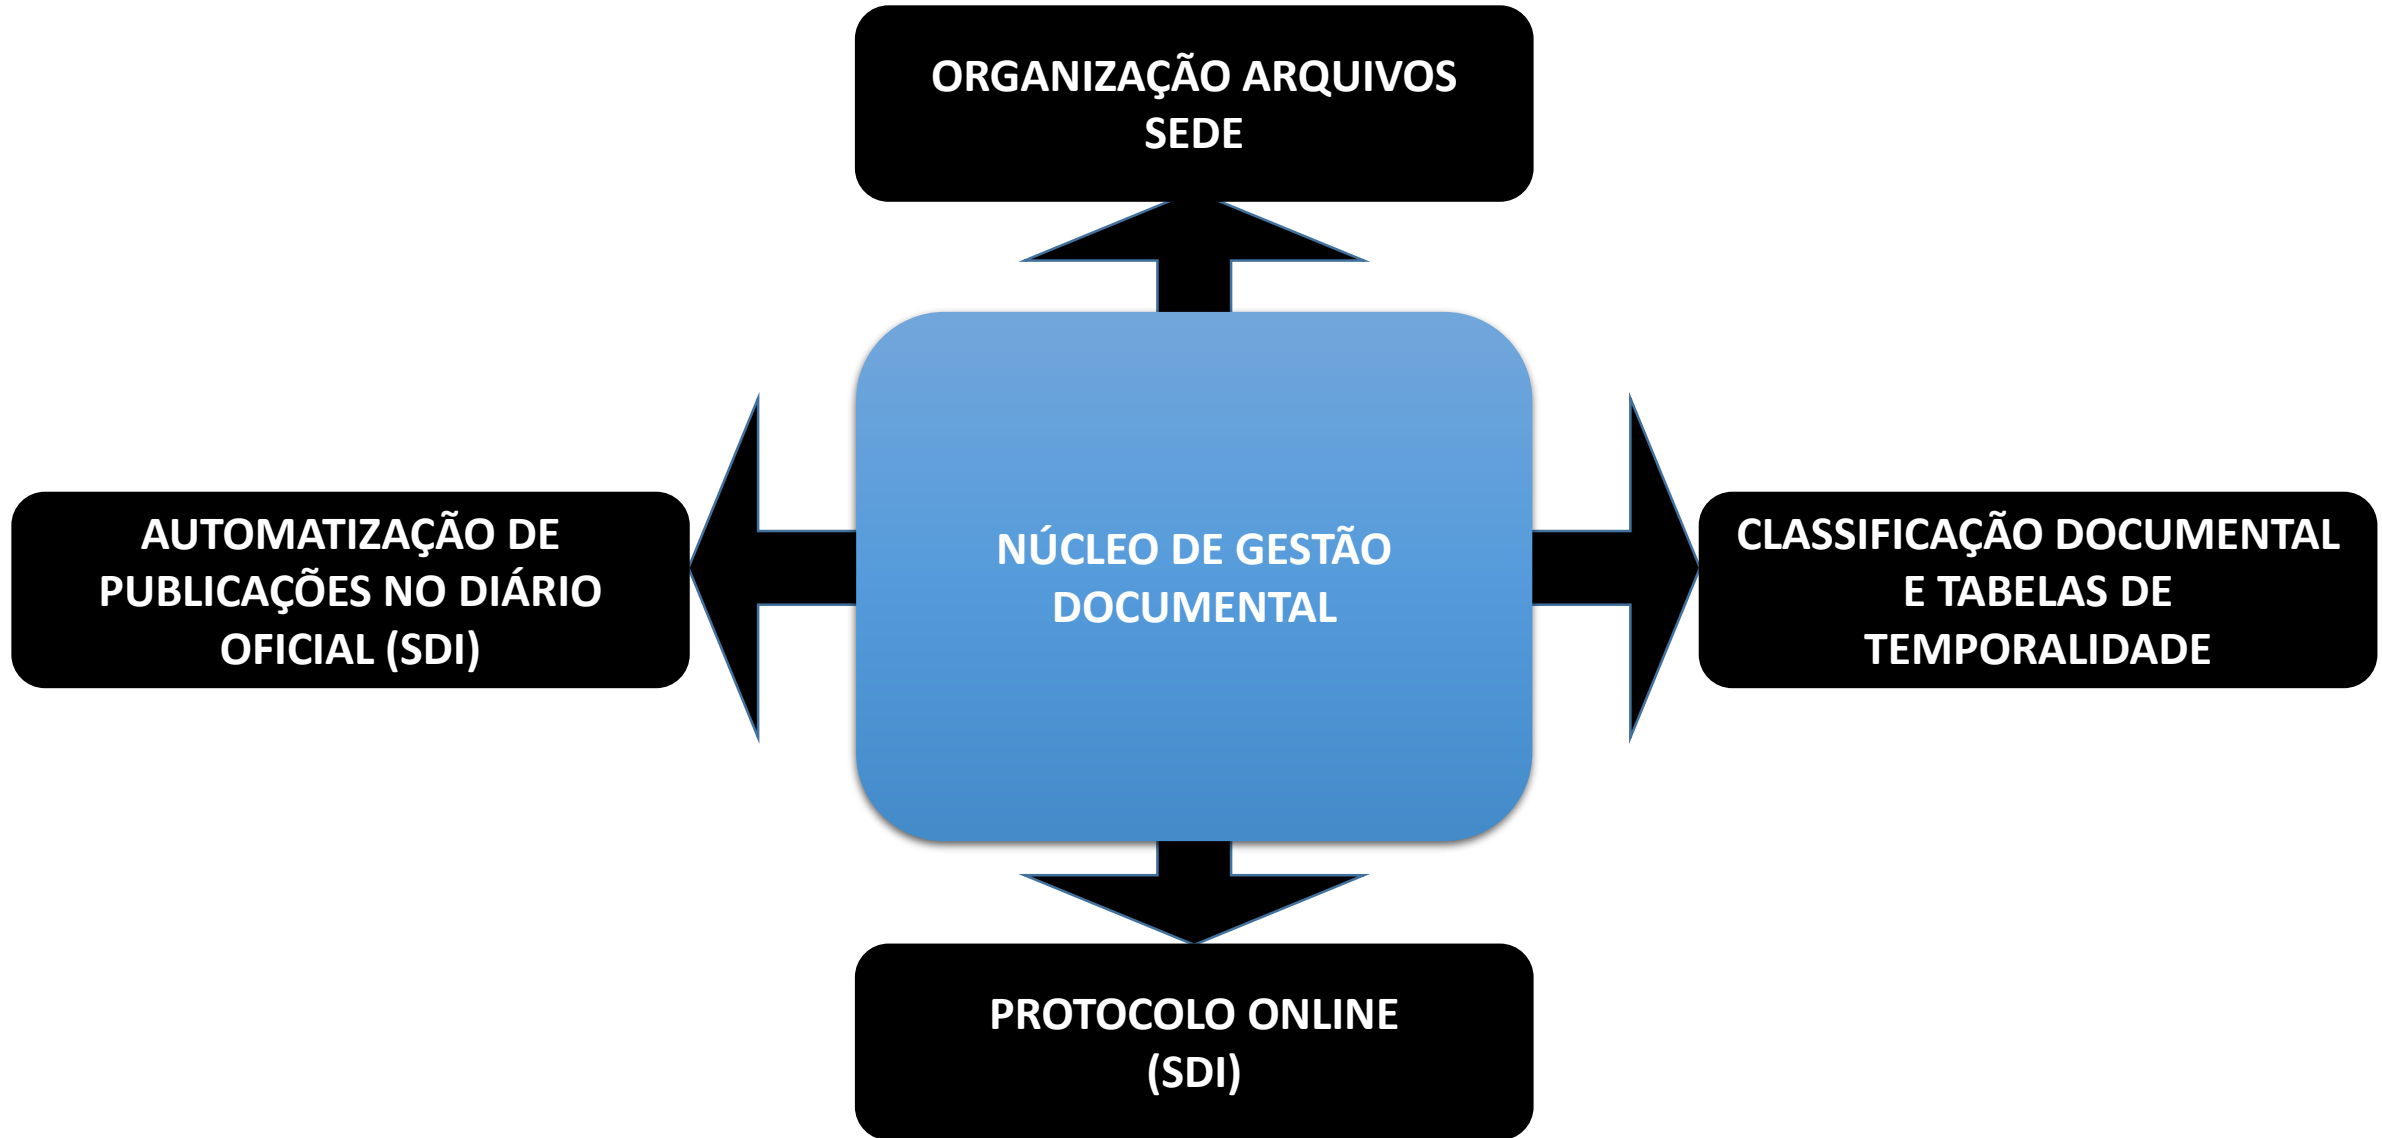 ORGANIZAÇÃO ARQUIVOS
SEDE
AUTOMATIZAÇÃO DE
PUBLICAÇÕES NO DIÁRIO
OFICIAL (SDI)
NÚCLEO DE GESTÃO
DOCUMENTAL
CLASSIFICAÇÃO DOCUMENTAL
E TABELAS DE
TEMPORALIDADE
PROTOCOLO ONLINE
(SDI)